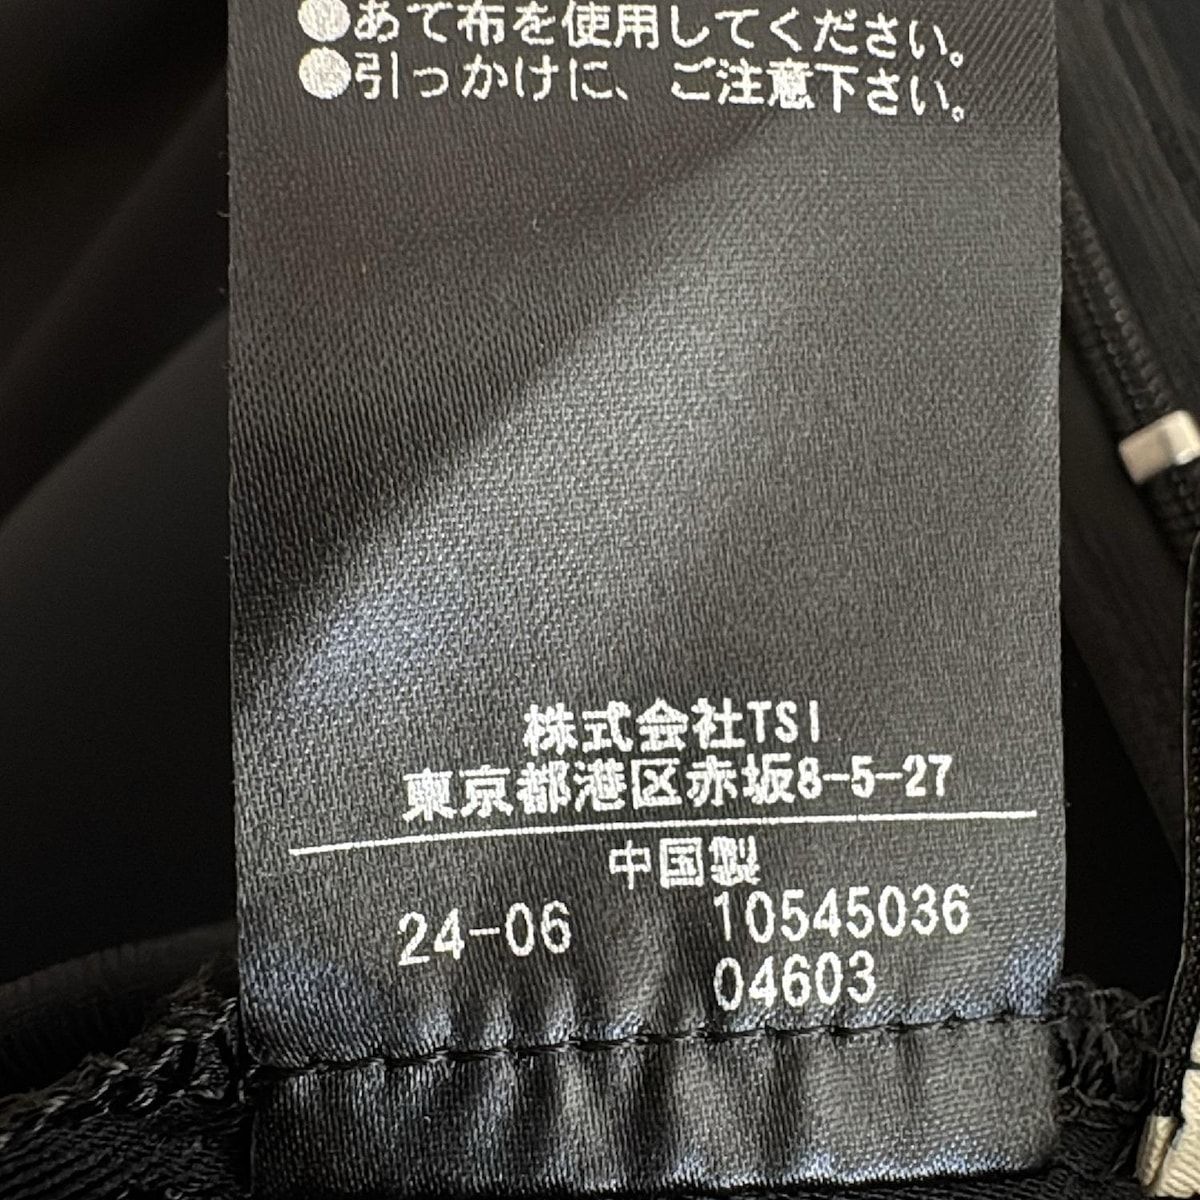 ●あて布を使用してください。
●引っかけに、ご注意下さい。
株式会社TSI
東京都港区赤坂8-5-27
中国製
24-06 10545036
04603